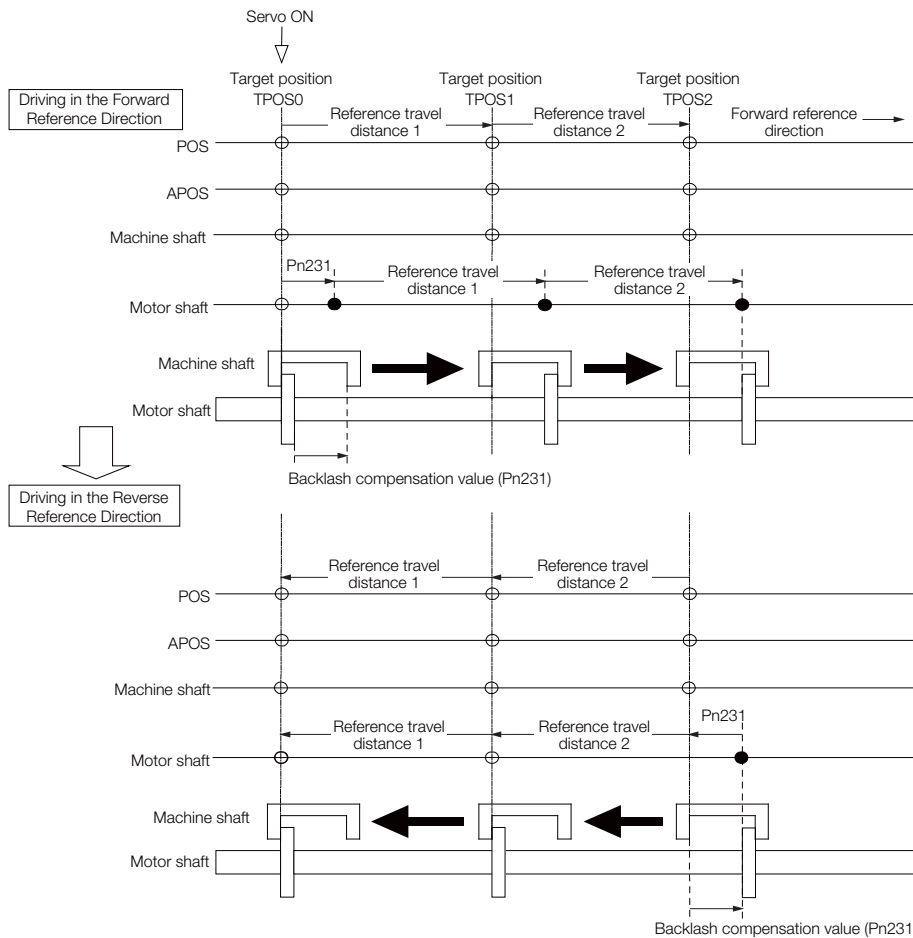 Servo ON
Target position
TPOS0
Target position
TPOS1
Target position
TPOS2
Driving in the Forward
Reference Direction
Reference travel
distance 1
Reference travel
distance 2
Forward reference
direction
POS
APOS
Machine shaft
Pn231
Reference travel
distance 1
Reference travel
distance 2
Motor shaft
Machine shaft
Motor shaft
Backlash compensation value (Pn231)
Driving in the Reverse
Reference Direction
Reference travel
distance 1
Reference travel
distance 2
POS
APOS
Machine shaft
Pn231
Reference travel
distance 1
Reference travel
distance 2
Motor shaft
Machine shaft
Motor shaft
Backlash compensation value (Pn231